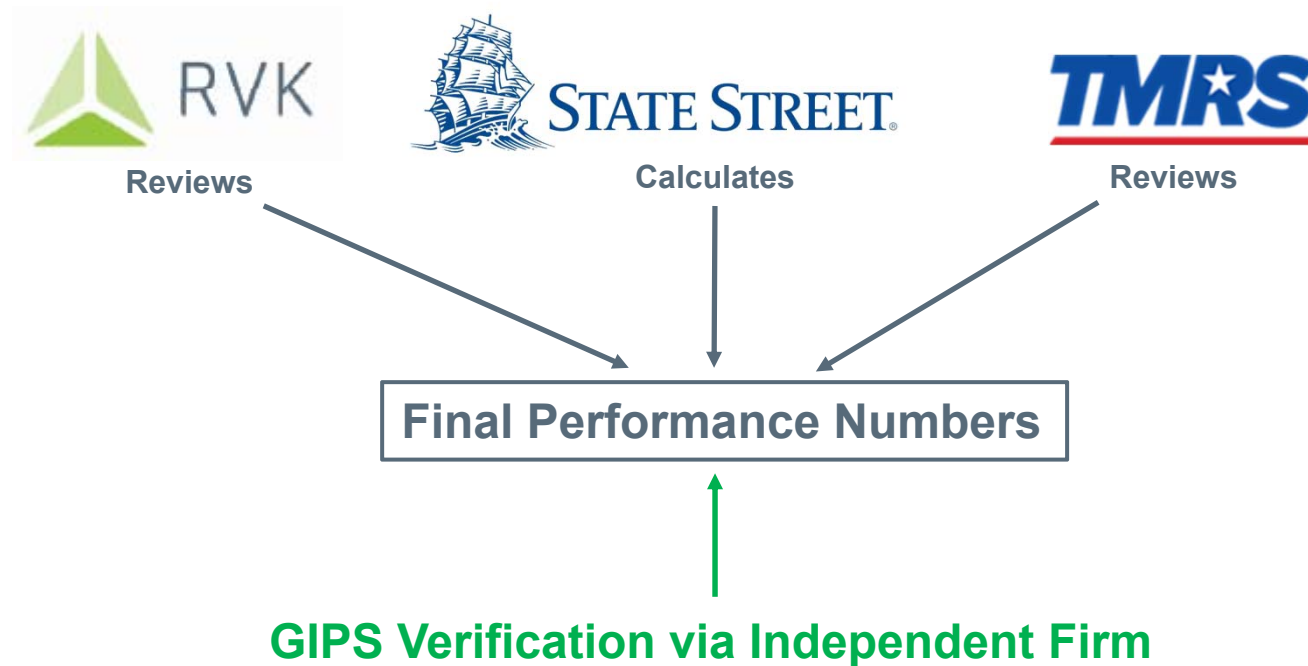 RVK
STATE STREET®
TMRS
Reviews
Calculates
Reviews
Final Performance Numbers
GIPS Verification via Independent Firm